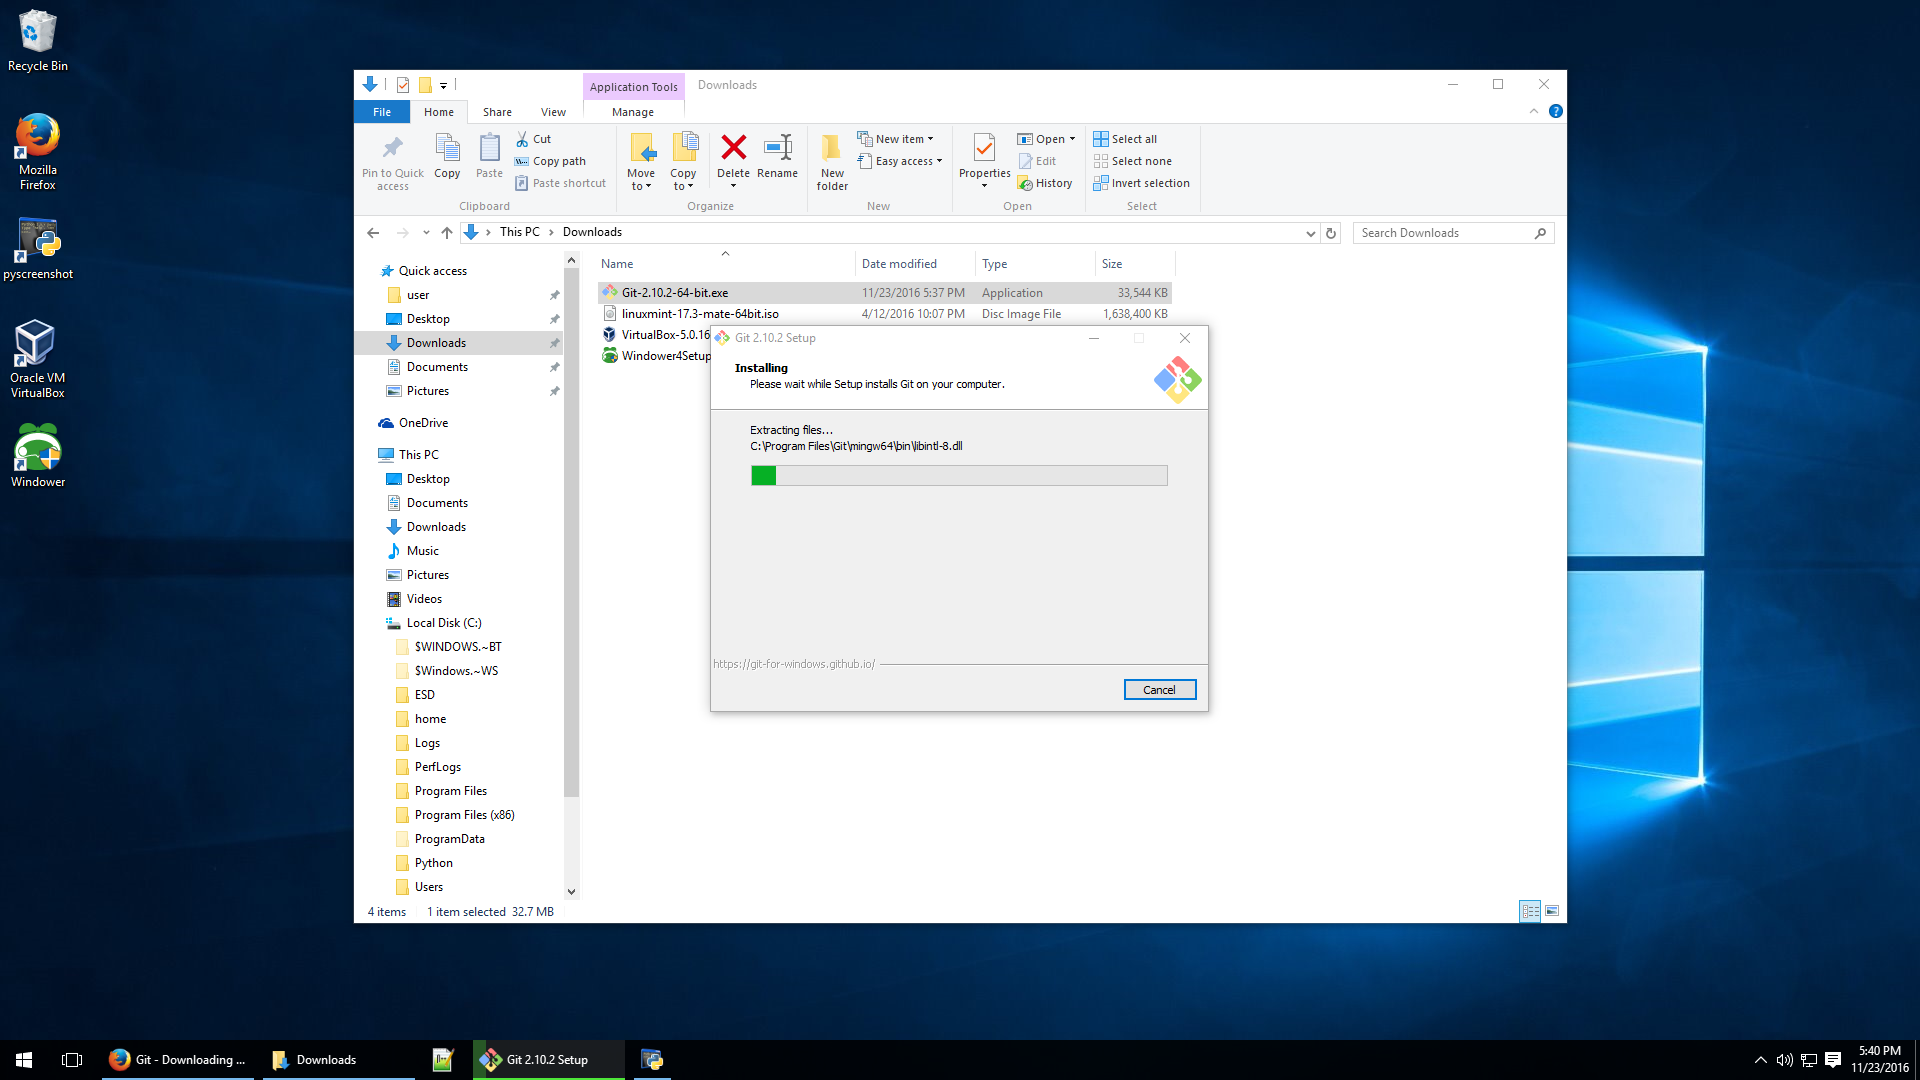 Recycle Bin
Mozilla
Firefox
pyscreenshot
Oracle VM
VirtualBox
Windower
Application Tools
Downloads
File
Home
Share
View
Manage
Pin to Quick
access
Copy
Paste
Cut
Copy path
Paste shortcut
Clipboard
Move
to
Copy
to
Delete
Rename
Organize
New
folder
New item
Easy access
New
Properties
Open
Edit
History
Open
Select all
Select none
Invert selection
Select
This PC
Downloads
Search Downloads
Quick access
user
Desktop
Downloads
Documents
Pictures
OneDrive
This PC
Desktop
Documents
Downloads
Music
Pictures
Videos
Local Disk (C:)
$WINDOWS.~BT
$Windows.~WS
ESD
home
Logs
PerfLogs
Program Files
Program Files (x86)
ProgramData
Python
Users
Name Date modified Type Size
Git-2.10.2-64-bit.exe 11/23/2016 5:37 PM Application 33,544 KB
linuxmint-17.3-mate-64bit.iso 4/12/2016 10:07 PM Disc Image File 1,638,400 KB
VirtualBox-5.0.16
Windower4Setup
Git 2.10.2 Setup
Installing
Please wait while Setup installs Git on your computer.
Extracting files...
C:\Program Files\Git\mingw64\bin\libintl-8.dll
https://git-for-windows.github.io/
Cancel
4 items 1 item selected 32.7 MB
Git - Downloading ...
Downloads
Git 2.10.2 Setup
5:40 PM
11/23/2016